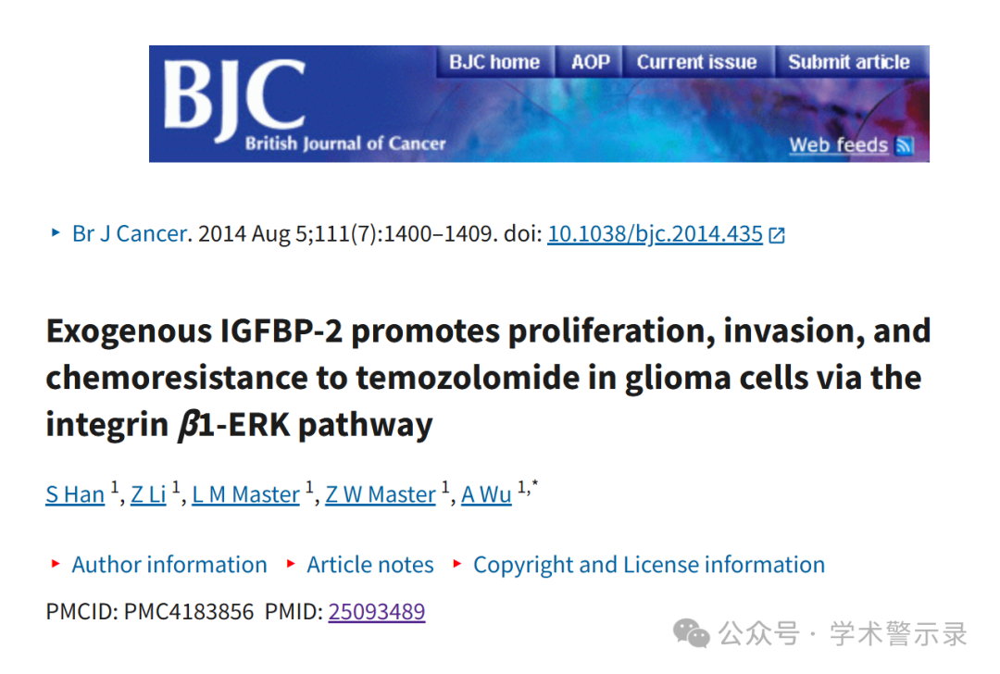 BJC
British Journal of Cancer
BJC home AOP Current issue Submit article
Web feeds
Br J Cancer. 2014 Aug 5;111(7):1400–1409. doi: 10.1038/bjc.2014.435
Exogenous IGFBP-2 promotes proliferation, invasion, and
chemoresistance to temozolomide in glioma cells via the
integrin β1-ERK pathway
S Han 1, Z Li 1, L M Master 1, Z W Master 1, A Wu 1,*
Author information Article notes Copyright and License information
PMCID: PMC4183856 PMID: 25093489
公众号 · 学术警示录